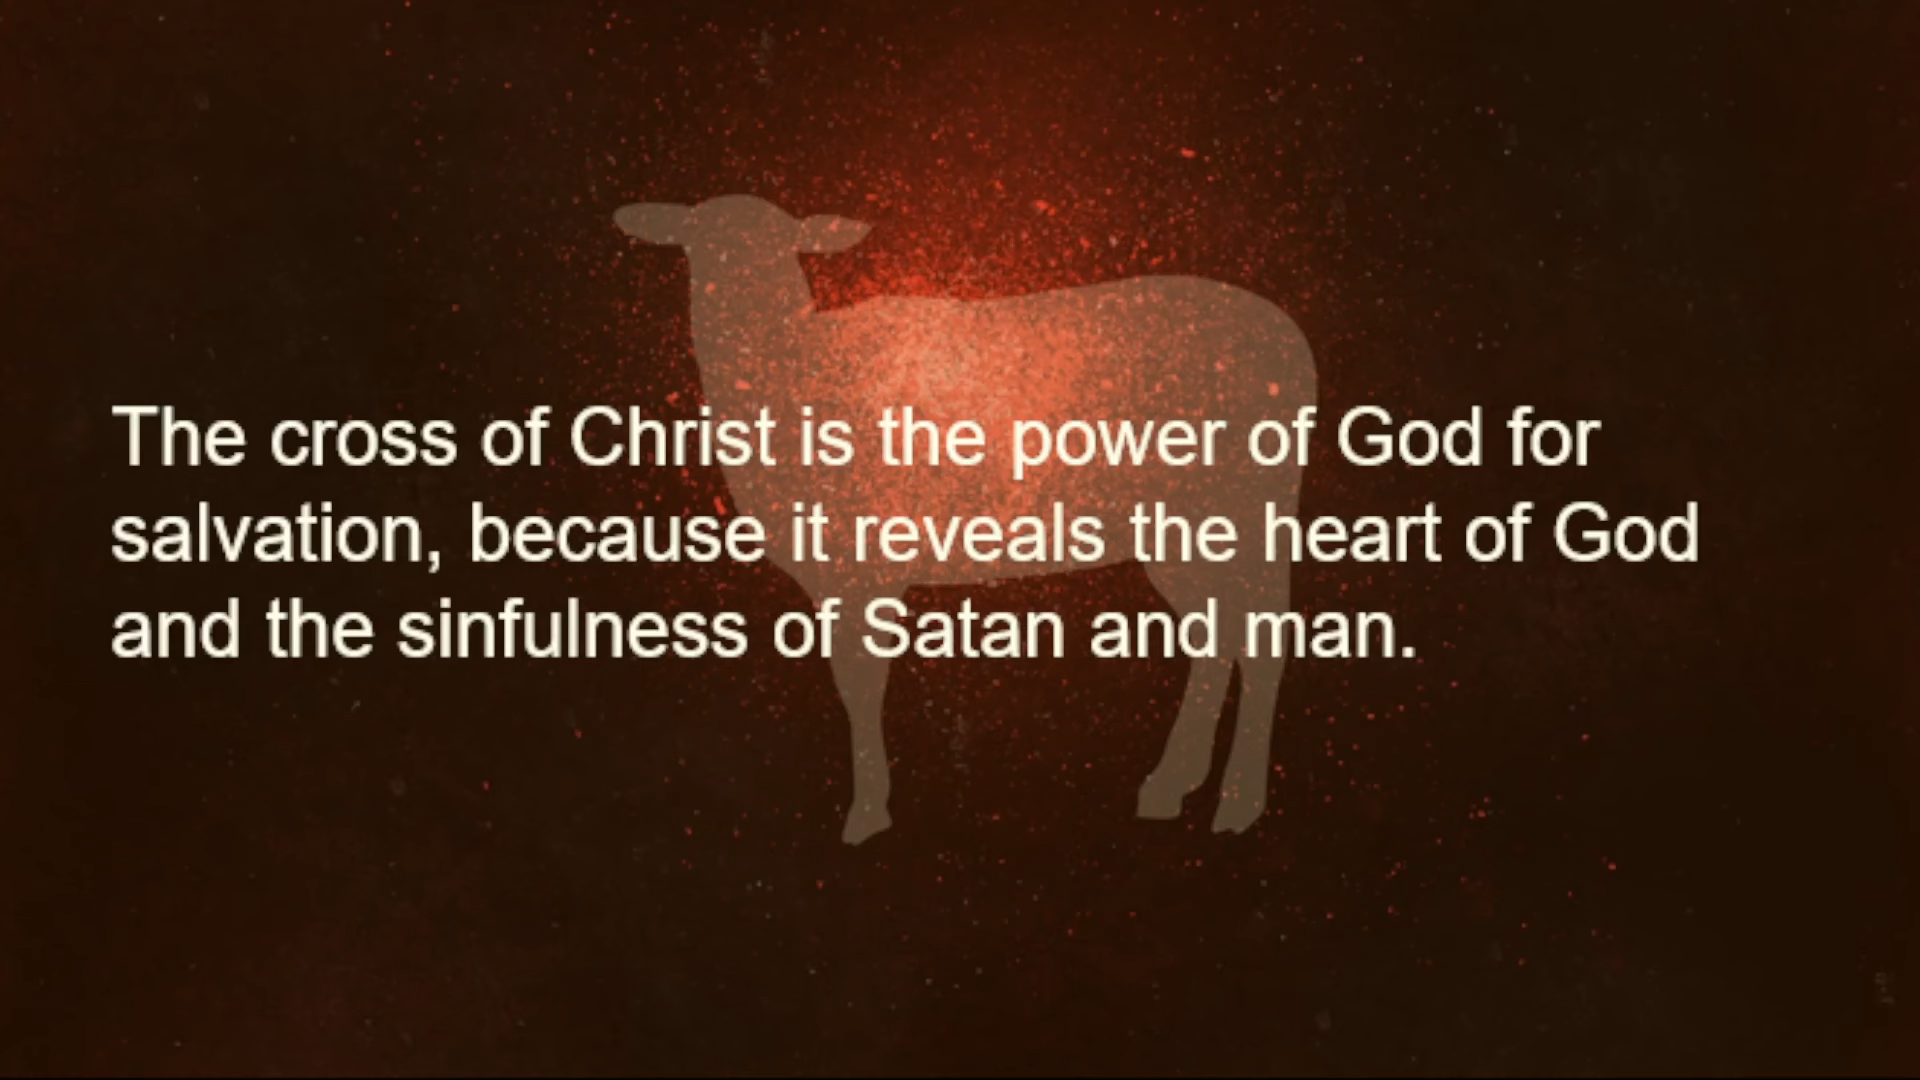 The cross of Christ is the power of God for
salvation, because it reveals the heart of God
and the sinfulness of Satan and man.